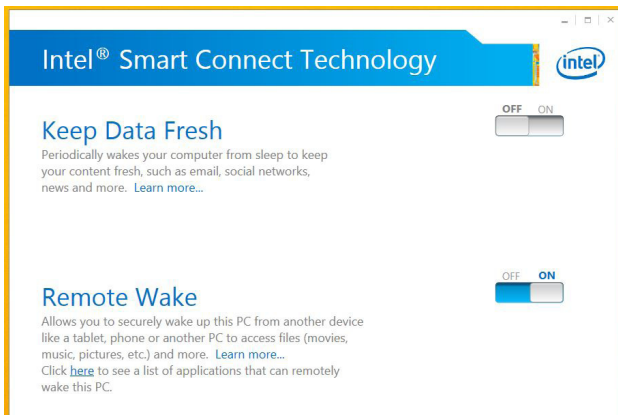 Intel® Smart Connect Technology
intel
OFF ON
Keep Data Fresh
Periodically wakes your computer from sleep to keep
your content fresh, such as email, social networks,
news and more. Learn more...
OFF ON
Remote Wake
Allows you to securely wake up this PC from another device
like a tablet, phone or another PC to access files (movies,
music, pictures, etc.) and more. Learn more...
Click here to see a list of applications that can remotely
wake this PC.